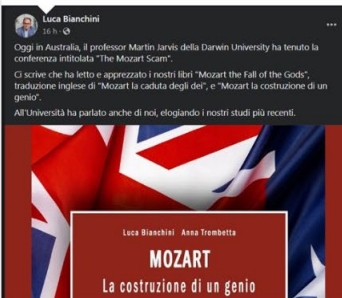 Luca Bianchini
16 h ·
Oggi in Australia, il professor Martin Jarvis della Darwin University ha tenuto la
conferenza intitolata "The Mozart Scam".
Ci scrive che ha letto e apprezzato i nostri libri "Mozart the Fall of the Gods",
traduzione inglese di "Mozart la caduta degli dei", e "Mozart la costruzione di un
genio".
All'Università ha parlato anche di noi, elogiando i nostri studi più recenti.
Luca Bianchini Anna Trombetta
MOZART
La costruzione di un genio